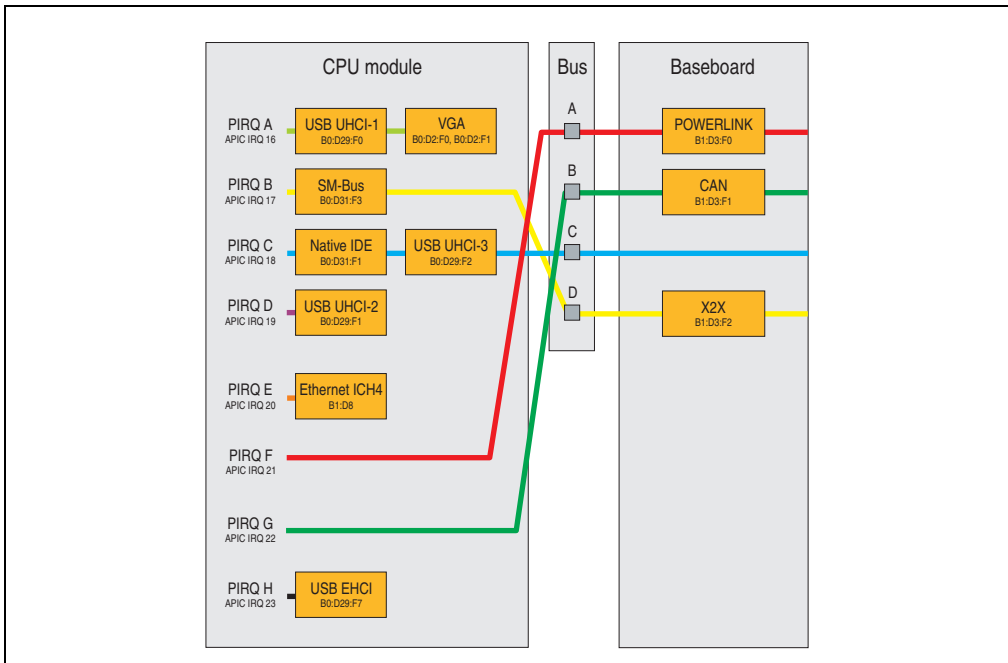 CPU module
Bus
Baseboard
PIRQ A
APIC IRQ 16
USB UHCI-1
B0:D29:F0
VGA
B0:D2:F0, B0:D2:F1
A
POWERLINK
B1:D3:F0
PIRQ B
APIC IRQ 17
SM-Bus
B0:D31:F3
B
CAN
B1:D3:F1
PIRQ C
APIC IRQ 18
Native IDE
B0:D31:F1
USB UHCI-3
B0:D29:F2
C
PIRQ D
APIC IRQ 19
USB UHCI-2
B0:D29:F1
D
X2X
B1:D3:F2
PIRQ E
APIC IRQ 20
Ethernet ICH4
B1:D8
PIRQ F
APIC IRQ 21
PIRQ G
APIC IRQ 22
PIRQ H
APIC IRQ 23
USB EHCI
B0:D29:F7